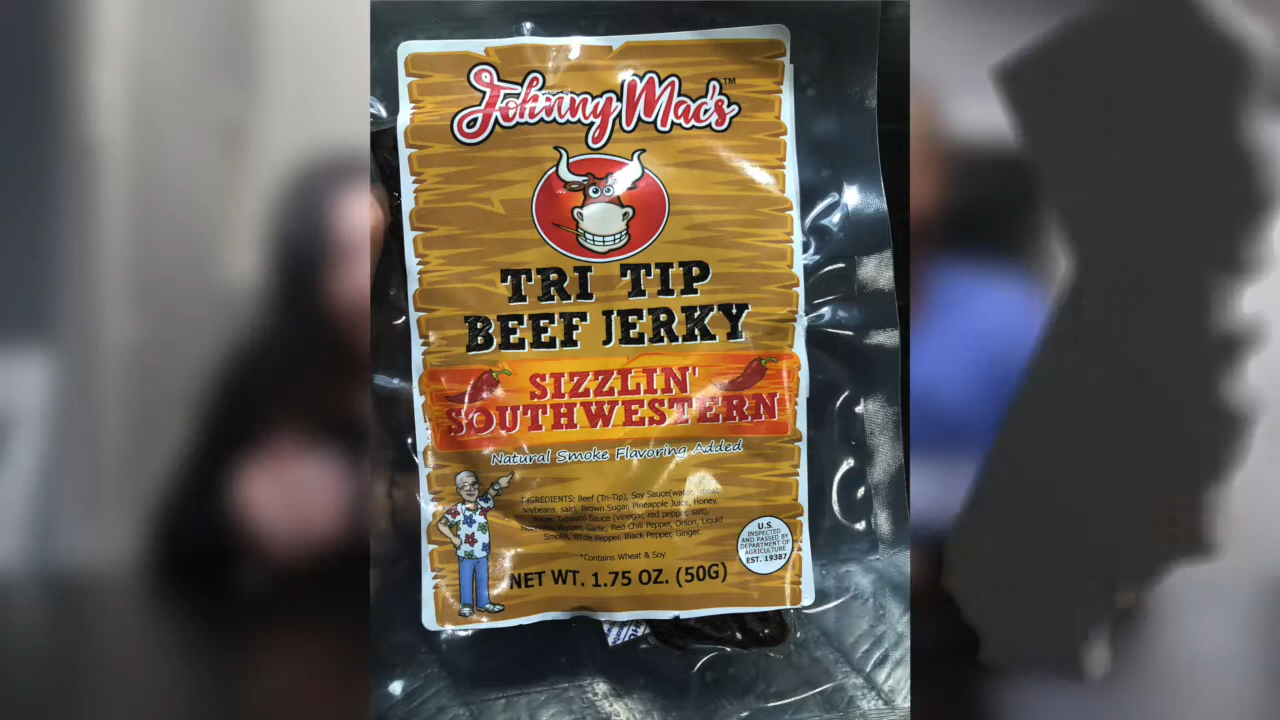 Johnny Mac's™
TRI TIP
BEEF JERKY
SIZZLIN'
SOUTHWESTERN
Natural Smoke Flavoring Added
INGREDIENTS: Beef (Tri-Tip), Soy Sauce(water, wheat,
soybeans, salt), Brown Sugar, Pineapple Juice, Honey,
Sauce (vinegar, red pepper, salt),
Pepper, Garlic, Red Chili Pepper, Onion, Liquid
Smoke, White Pepper, Black Pepper, Ginger.
*Contains Wheat & Soy
NET WT. 1.75 OZ. (50G)
U.S.
INSPECTED
AND PASSED BY
DEPARTMENT OF
AGRICULTURE
EST. 19387